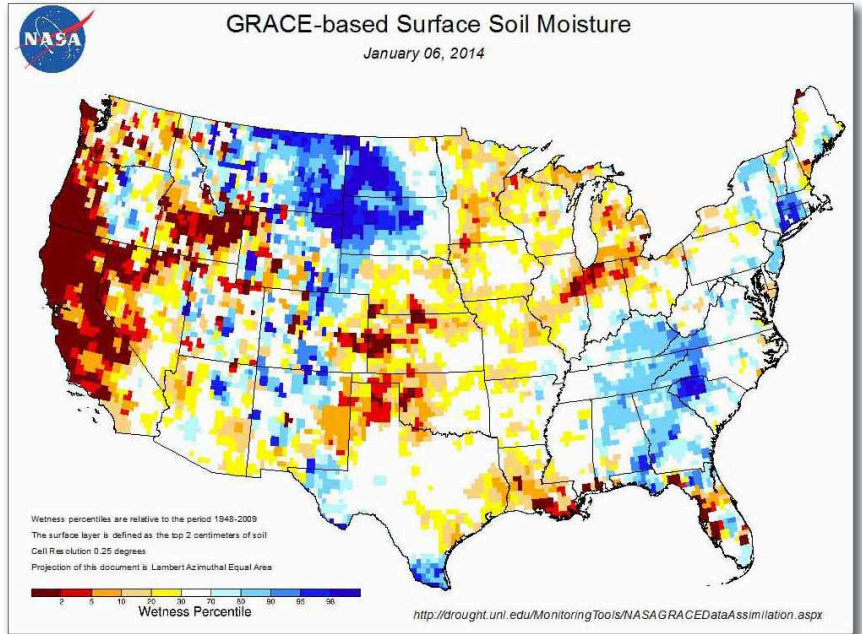 NASA
GRACE-based Surface Soil Moisture
January 06, 2014
Wetness percentiles are relative to the period 1948-2009
The surface layer is defined as the top 2 centimeters of soil
Cell Resolution 0.25 degrees
Projection of this document is Lambert Azimuthal Equal Area
2 5 10 20 30 70 80 90 95 98
Wetness Percentile
http://drought.unl.edu/MonitoringTools/NASAGRACEDataAssimilation.aspx